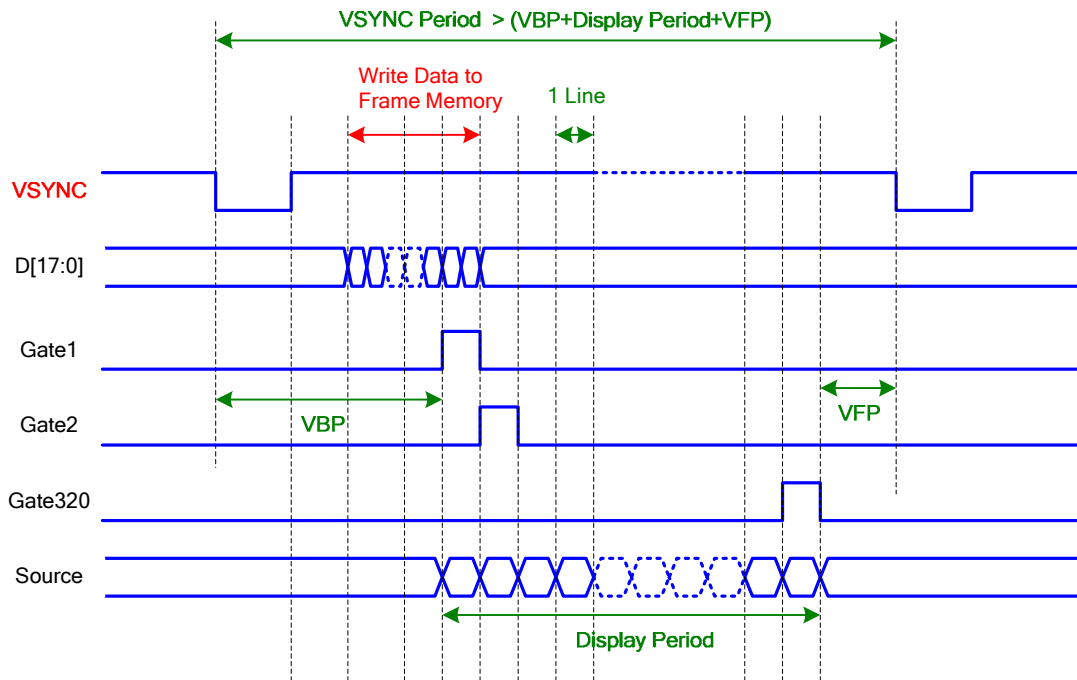 VSYNC Period > (VBP+Display Period+VFP)
Write Data to
Frame Memory
1 Line
VSYNC
D[17:0]
Gate1
VBP
VFP
Gate2
Gate320
Source
Display Period